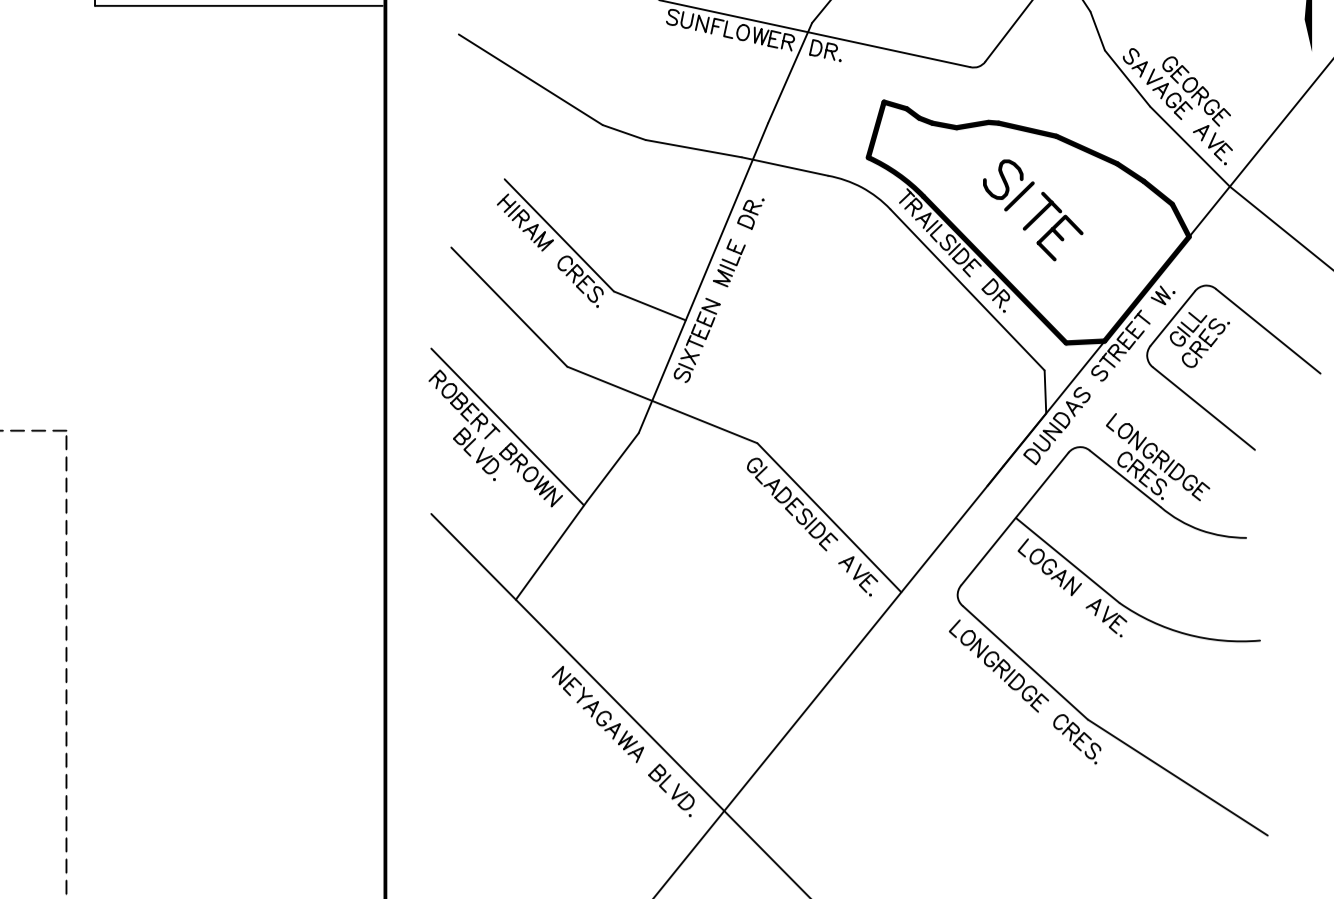 SUNFLOWER DR.
GEORGE
SAVAGE AVE.
SITE
HIRAM CRES.
SIXTEEN MILE DR.
TRAILSIDE DR.
DUNDAS STREET W.
GILL
CRES.
ROBERT BROWN
BLVD.
GLADESIDE AVE.
LONGRIDGE
CRES.
LOGAN AVE.
LONGRIDGE CRES.
NEYAGAWA BLVD.